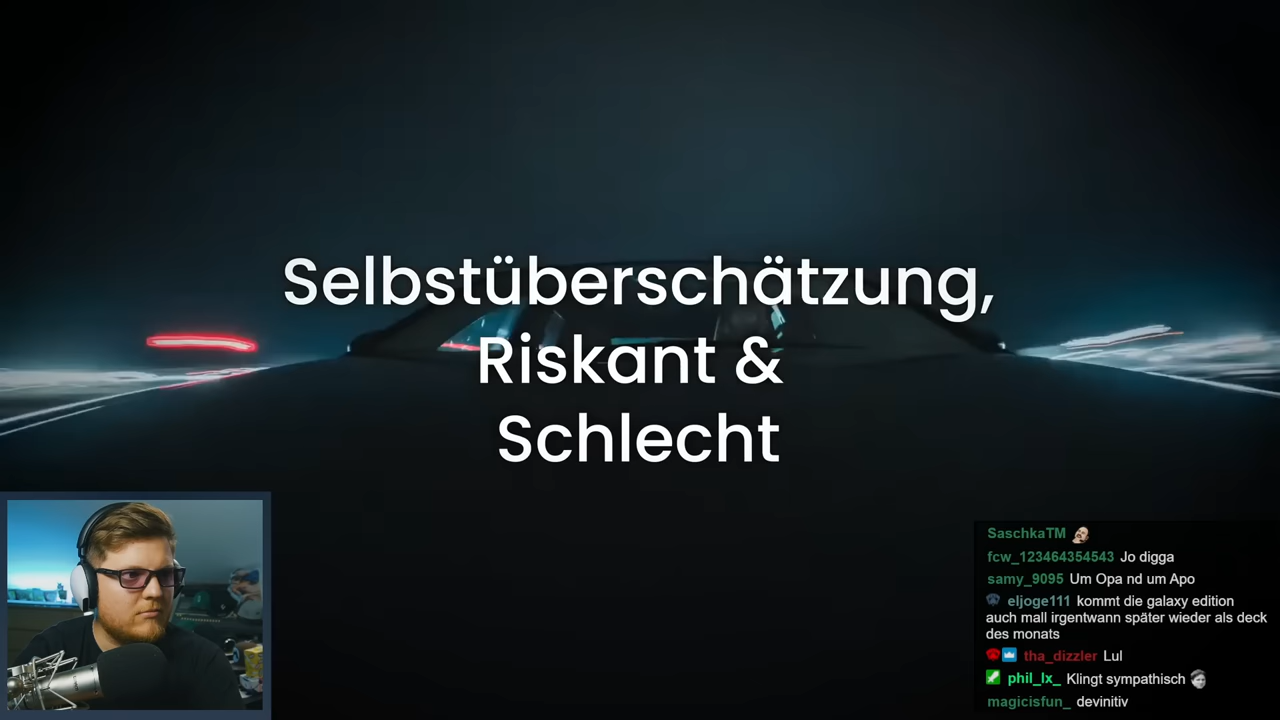 Selbstüberschätzung,
Riskant &
Schlecht
SaschkaTM
fcw_123464354543 Jo digga
samy_9095 Um Opa nd um Apo
eljoge111 kommt die galaxy edition
auch mall irgentwann später wieder als deck
des monats
tha_dizzler Lul
phil_lx_ Klingt sympathisch
magicisfun_ devinitiv